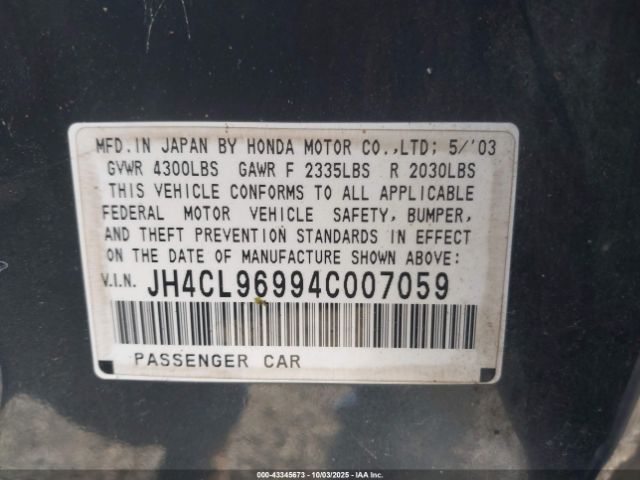 MFD. IN JAPAN BY HONDA MOTOR CO.,LTD; 5/'03
GVWR 4300LBS GAWR F 2335LBS R 2030LBS
THIS VEHICLE CONFORMS TO ALL APPLICABLE
FEDERAL MOTOR VEHICLE SAFETY, BUMPER,
AND THEFT PREVENTION STANDARDS IN EFFECT
ON THE DATE OF MANUFACTURE SHOWN ABOVE:
V.I.N. JH4CL96994C007059
PASSENGER CAR
000-43345673 - 10/03/2025 - IAA Inc.